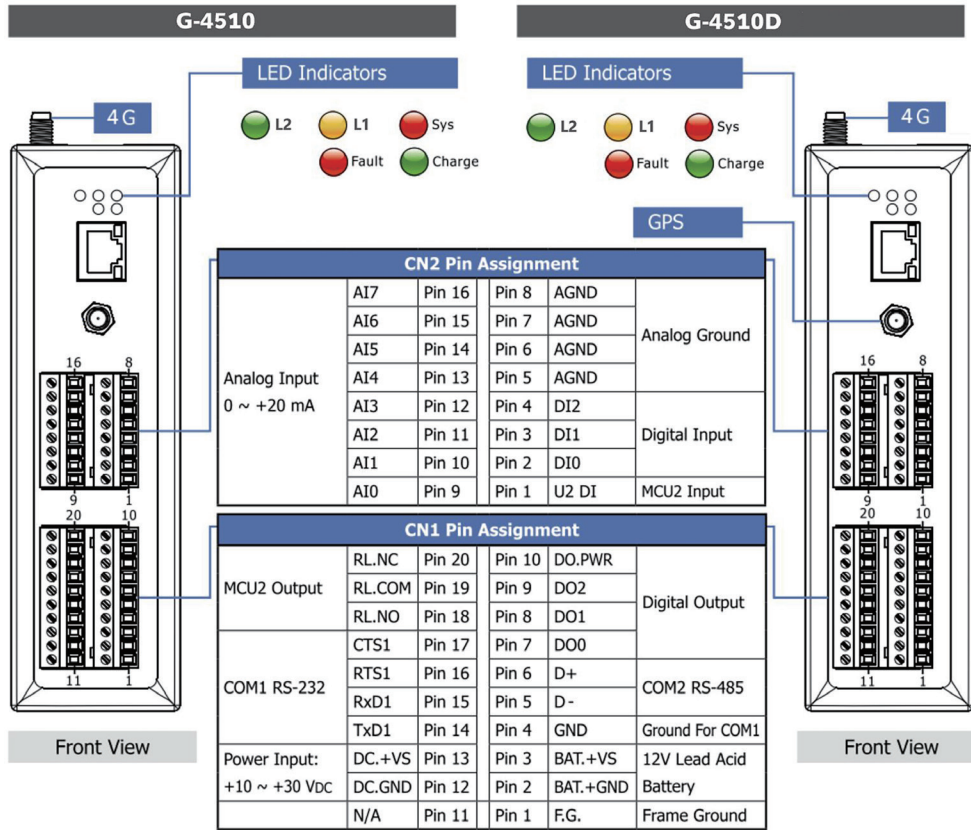 G-4510
G-4510D
LED Indicators
LED Indicators
4G
4G
L2 L1 Sys
Fault Charge
L2 L1 Sys
Fault Charge
GPS
CN2 Pin Assignment
Analog Input
0 ~ +20 mA
AI7 Pin 16 Pin 8 AGND
AI6 Pin 15 Pin 7 AGND
AI5 Pin 14 Pin 6 AGND
AI4 Pin 13 Pin 5 AGND
Analog Ground
AI3 Pin 12 Pin 4 DI2
AI2 Pin 11 Pin 3 DI1
AI1 Pin 10 Pin 2 DI0
Digital Input
AI0 Pin 9 Pin 1 U2 DI MCU2 Input
16 8
9 1
20 10
11 1
16 8
9 1
20 10
11 1
CN1 Pin Assignment
MCU2 Output
RL.NC Pin 20 Pin 10 DO.PWR
RL.COM Pin 19 Pin 9 DO2
RL.NO Pin 18 Pin 8 DO1
Digital Output
COM1 RS-232
CTS1 Pin 17 Pin 7 DO0
RTS1 Pin 16 Pin 6 D+
RxD1 Pin 15 Pin 5 D-
COM2 RS-485
TxD1 Pin 14 Pin 4 GND Ground For COM1
Power Input:
+10 ~ +30 VDC
DC.+VS Pin 13 Pin 3 BAT.+VS
DC.GND Pin 12 Pin 2 BAT.+GND
12V Lead Acid
Battery
N/A Pin 11 Pin 1 F.G. Frame Ground
Front View
Front View